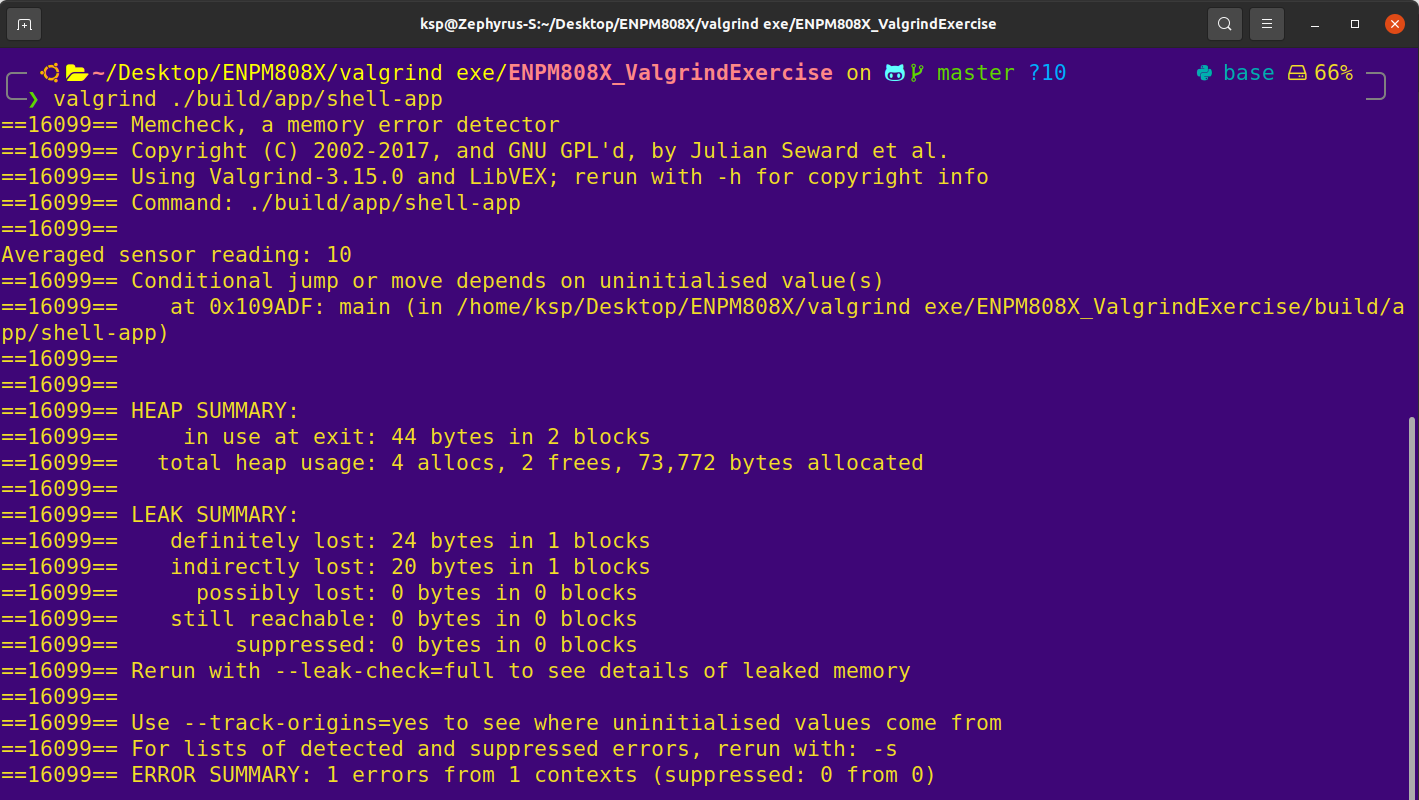 ksp@Zephyrus-S:~/Desktop/ENPM808X/valgrind exe/ENPM808X_ValgrindExercise
~/Desktop/ENPM808X/valgrind exe/ENPM808X_ValgrindExercise on master ?10 base 66%
❯ valgrind ./build/app/shell-app
==16099== Memcheck, a memory error detector
==16099== Copyright (C) 2002-2017, and GNU GPL'd, by Julian Seward et al.
==16099== Using Valgrind-3.15.0 and LibVEX; rerun with -h for copyright info
==16099== Command: ./build/app/shell-app
==16099==
Averaged sensor reading: 10
==16099== Conditional jump or move depends on uninitialised value(s)
==16099==    at 0x109ADF: main (in /home/ksp/Desktop/ENPM808X/valgrind exe/ENPM808X_ValgrindExercise/build/a
pp/shell-app)
==16099==
==16099==
==16099== HEAP SUMMARY:
==16099==     in use at exit: 44 bytes in 2 blocks
==16099==   total heap usage: 4 allocs, 2 frees, 73,772 bytes allocated
==16099==
==16099== LEAK SUMMARY:
==16099==    definitely lost: 24 bytes in 1 blocks
==16099==    indirectly lost: 20 bytes in 1 blocks
==16099==      possibly lost: 0 bytes in 0 blocks
==16099==    still reachable: 0 bytes in 0 blocks
==16099==         suppressed: 0 bytes in 0 blocks
==16099== Rerun with --leak-check=full to see details of leaked memory
==16099==
==16099== Use --track-origins=yes to see where uninitialised values come from
==16099== For lists of detected and suppressed errors, rerun with: -s
==16099== ERROR SUMMARY: 1 errors from 1 contexts (suppressed: 0 from 0)